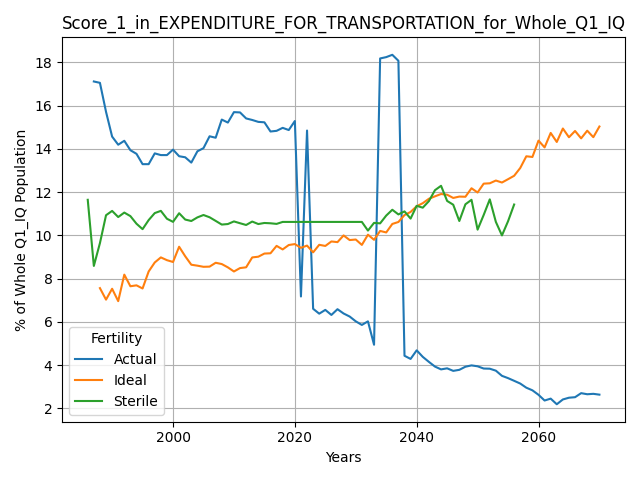 Score_1_in_EXPENDITURE_FOR_TRANSPORTATION_for_Whole_Q1_IQ
% of Whole Q1_IQ Population
18
16
14
12
10
8
6
4
2
Fertility
Actual
Ideal
Sterile
2000
2020
2040
2060
Years